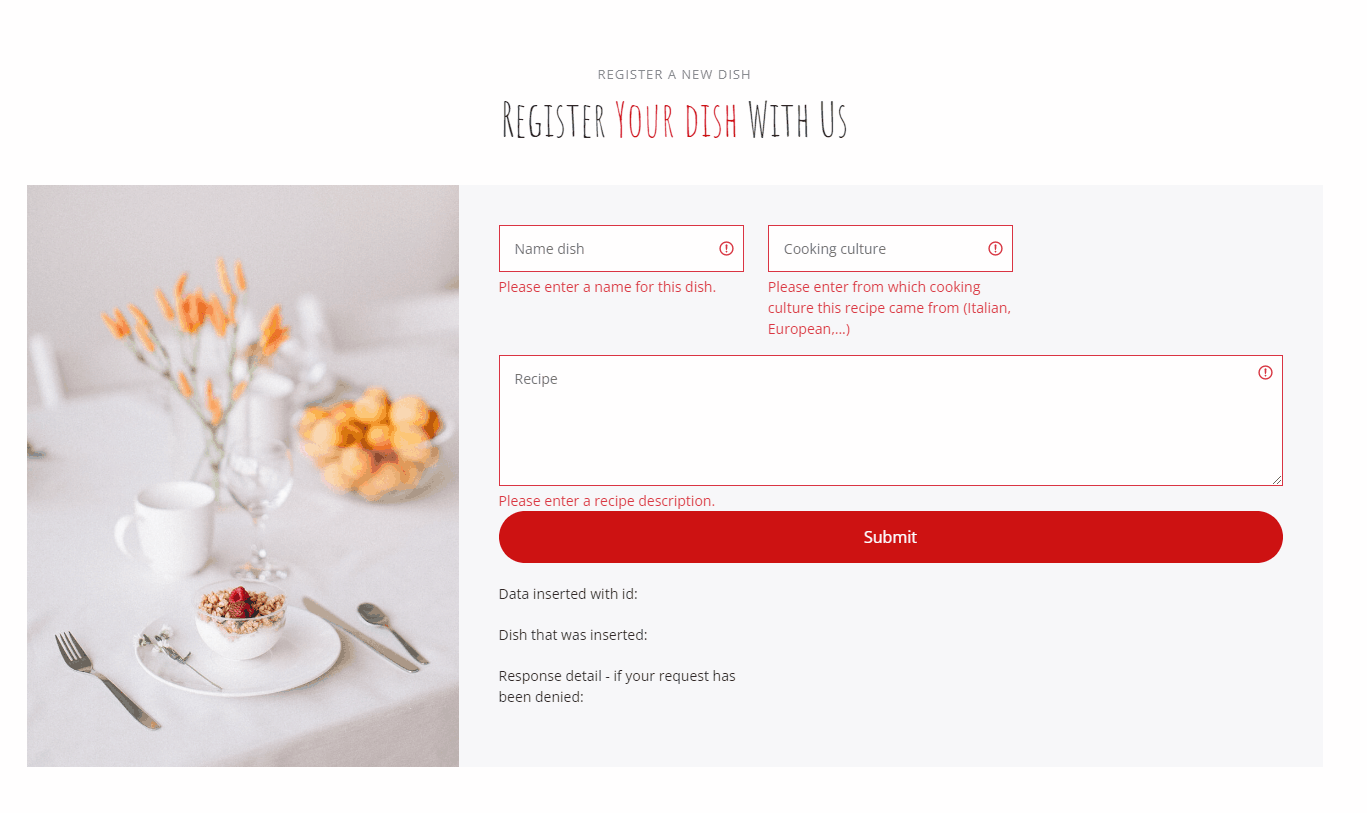 REGISTER A NEW DISH
Register Your dish With Us
Name dish
Cooking culture
Please enter a name for this dish.
Please enter from which cooking
culture this recipe came from (Italian,
European,...)
Recipe
Please enter a recipe description.
Submit
Data inserted with id:
Dish that was inserted:
Response detail - if your request has
been denied: